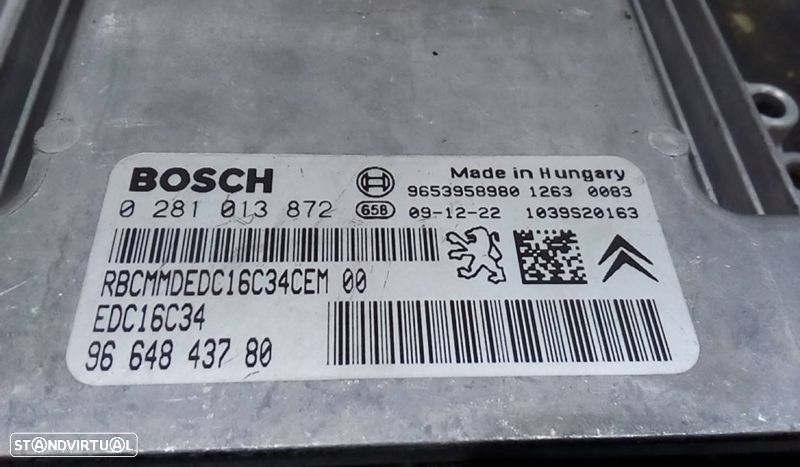 BOSCH
Made in Hungary
9653958980 1263 0083
0 281 013 872 G58 09-12-22 1039S20163
RBCMMDEDC16C34CEM 00
EDC16C34
96 648 437 80
STANDVIRTUAL